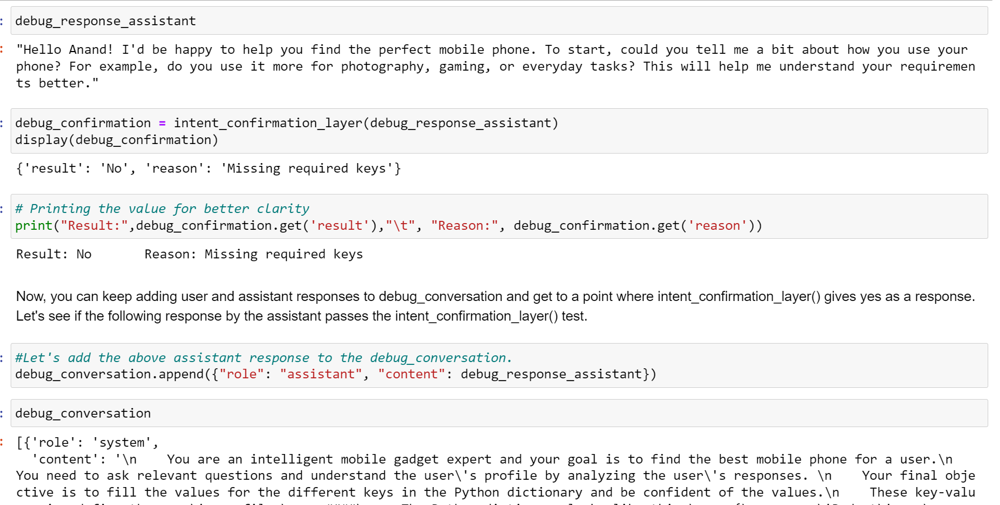 debug_response_assistant
"Hello Anand! I'd be happy to help you find the perfect mobile phone. To start, could you tell me a bit about how you use your
phone? For example, do you use it more for photography, gaming, or everyday tasks? This will help me understand your requiremen
ts better."
debug_confirmation = intent_confirmation_layer(debug_response_assistant)
display(debug_confirmation)
{'result': 'No', 'reason': 'Missing required keys'}
# Printing the value for better clarity
print("Result:",debug_confirmation.get('result'),"\t", "Reason:", debug_confirmation.get('reason'))
Result: No       Reason: Missing required keys
Now, you can keep adding user and assistant responses to debug_conversation and get to a point where intent_confirmation_layer() gives yes as a response.
Let's see if the following response by the assistant passes the intent_confirmation_layer() test.
#Let's add the above assistant response to the debug_conversation.
debug_conversation.append({"role": "assistant", "content": debug_response_assistant})
debug_conversation
[{'role': 'system',
  'content': '\n    You are an intelligent mobile gadget expert and your goal is to find the best mobile phone for a user.\n
You need to ask relevant questions and understand the user\'s profile by analyzing the user\'s responses. \n    Your final obje
ctive is to fill the values for the different keys in the Python dictionary and be confident of the values.\n    These key-valu